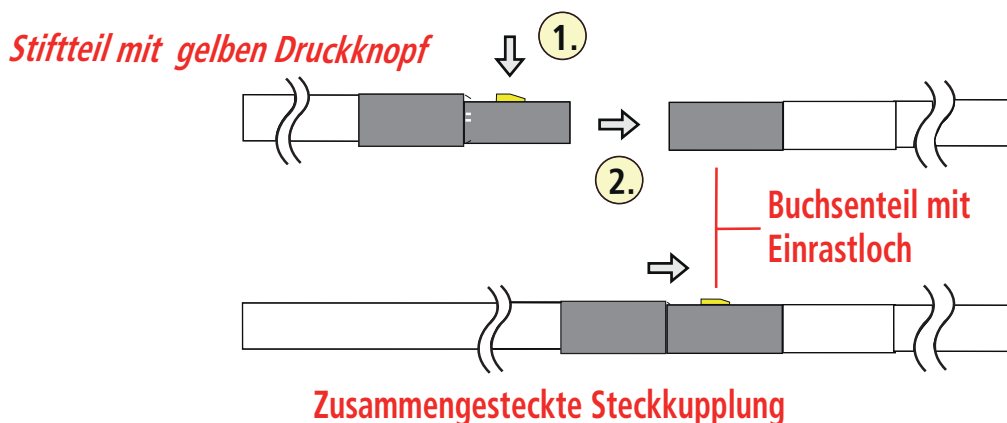 Stiftteil mit gelben Druckknopf
1.
2.
Buchsenteil mit
Einrastloch
Zusammengesteckte Steckkupplung